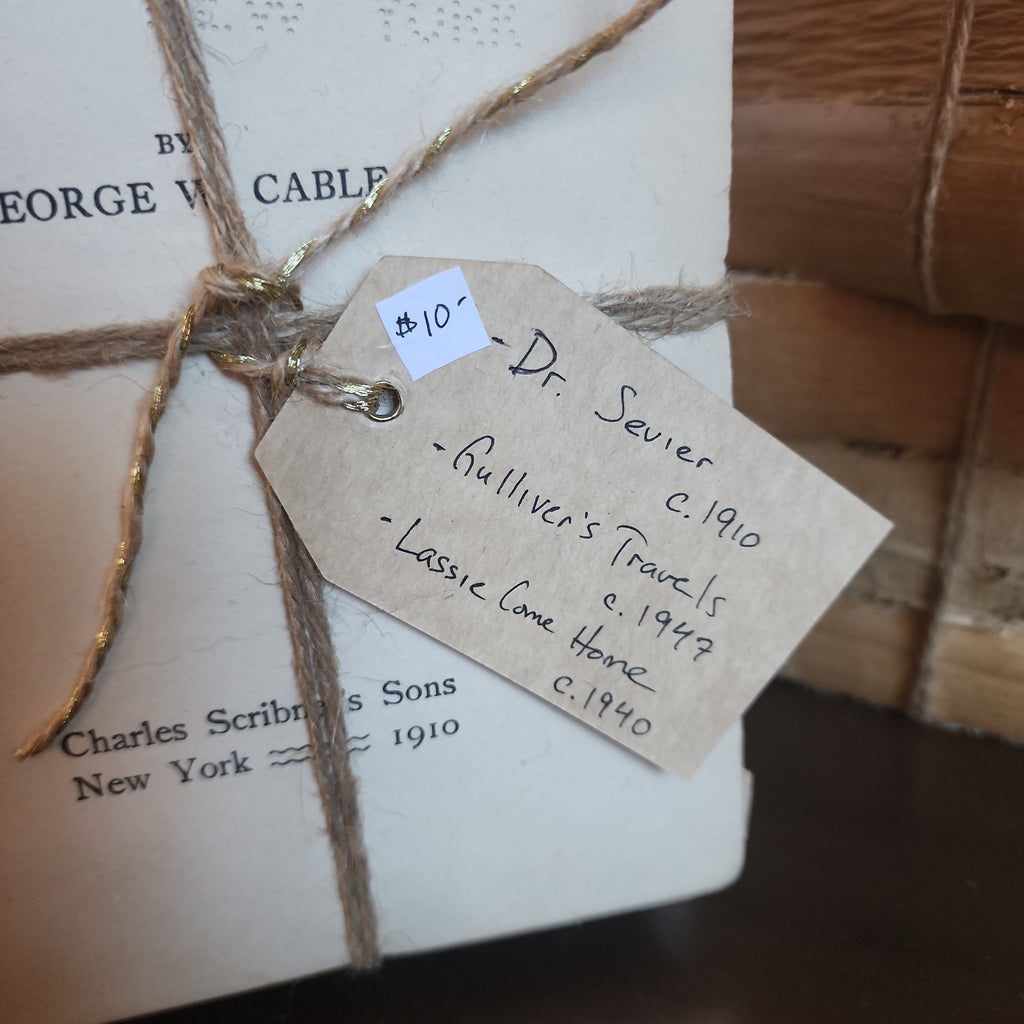 BY
EORGE W. CABLE
$10-
- Dr. Sevier
c. 1910
- Gulliver's Travels
c. 1947
- Lassie Come Home
c. 1940
Charles Scribner's Sons
New York 1910